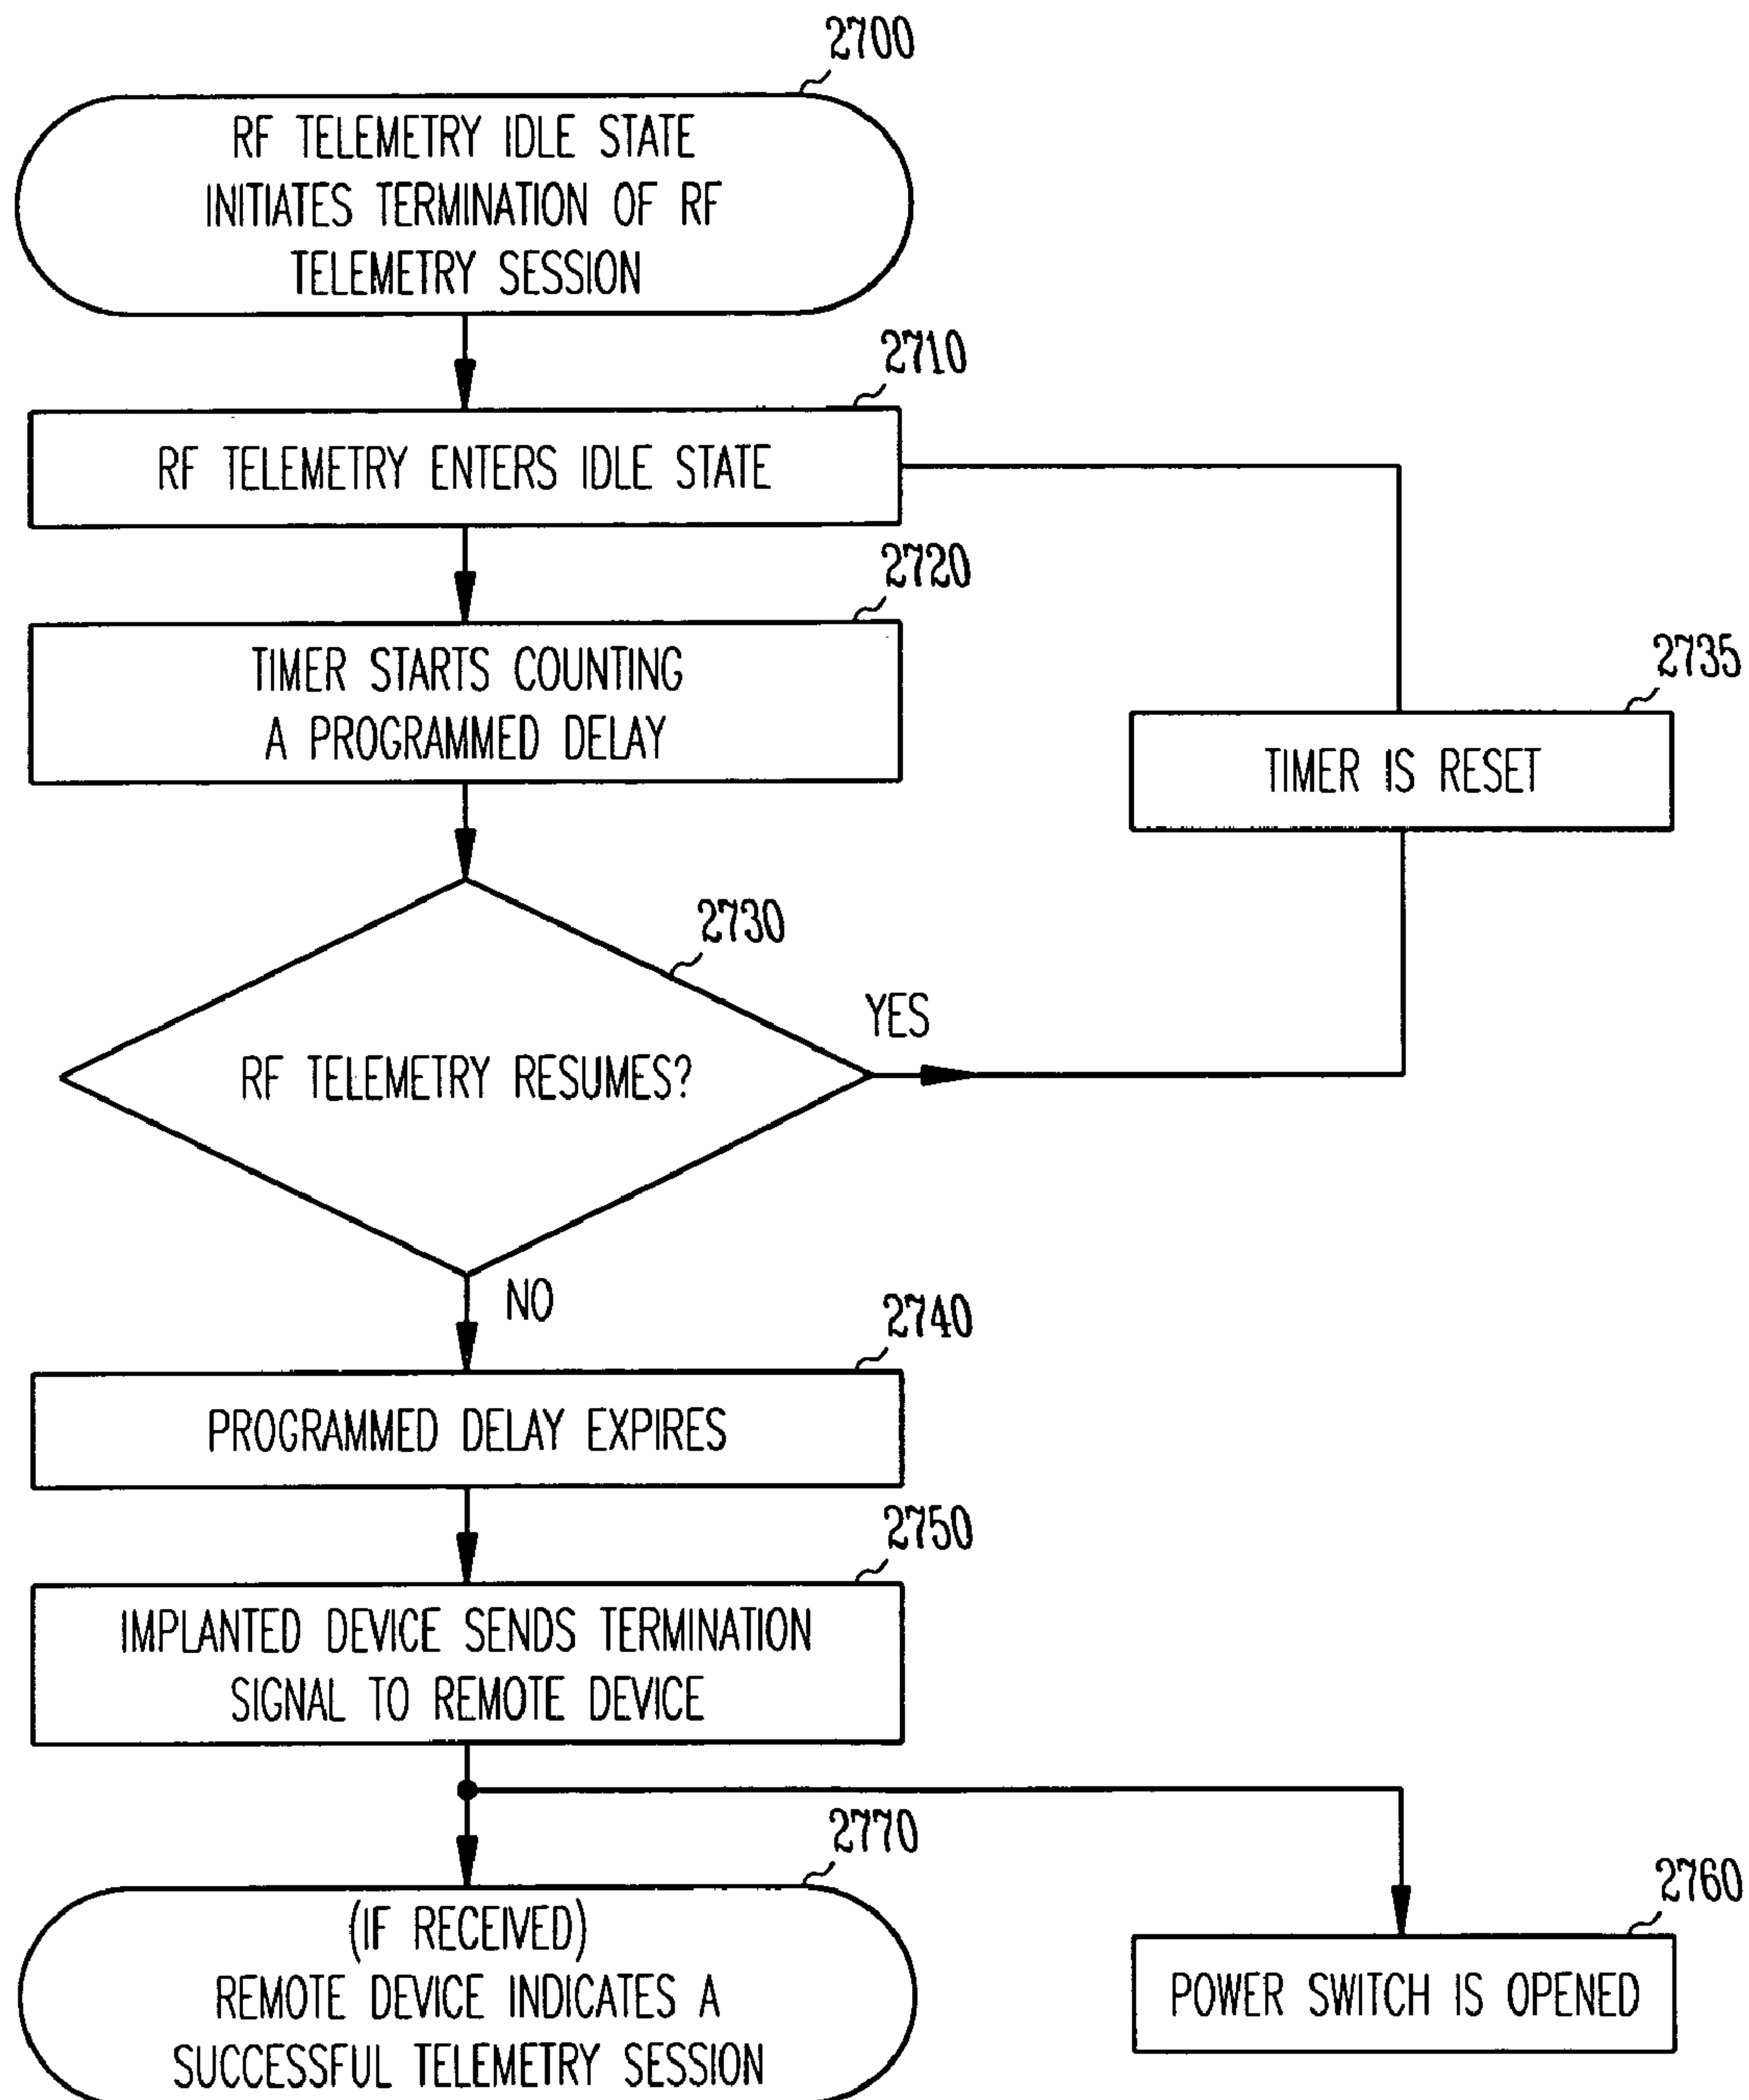 2700
RF TELEMETRY IDLE STATE
INITIATES TERMINATION OF RF
TELEMETRY SESSION
2710
RF TELEMETRY ENTERS IDLE STATE
2720
TIMER STARTS COUNTING
A PROGRAMMED DELAY
2735
TIMER IS RESET
2730
RF TELEMETRY RESUMES?
YES
NO
2740
PROGRAMMED DELAY EXPIRES
2750
IMPLANTED DEVICE SENDS TERMINATION
SIGNAL TO REMOTE DEVICE
2770
(IF RECEIVED)
REMOTE DEVICE INDICATES A
SUCCESSFUL TELEMETRY SESSION
2760
POWER SWITCH IS OPENED